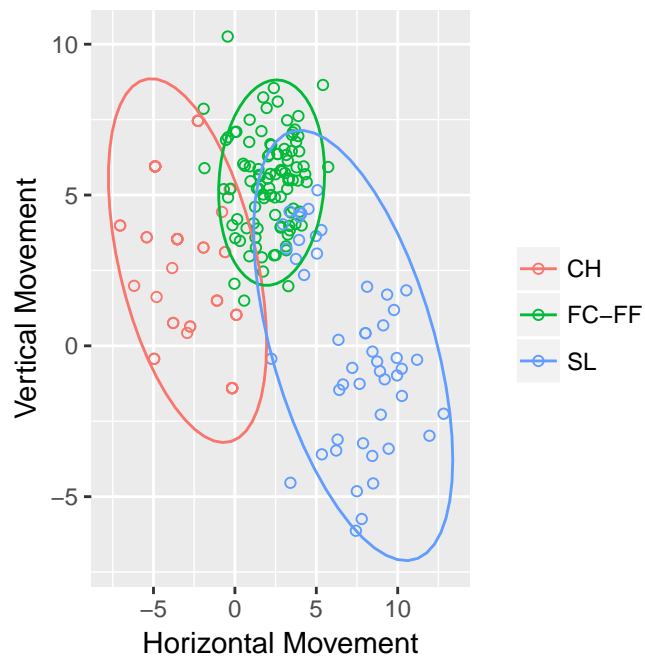 10
5
0
−5
Vertical Movement
−5 0 5 10
Horizontal Movement
CH
FC−FF
SL